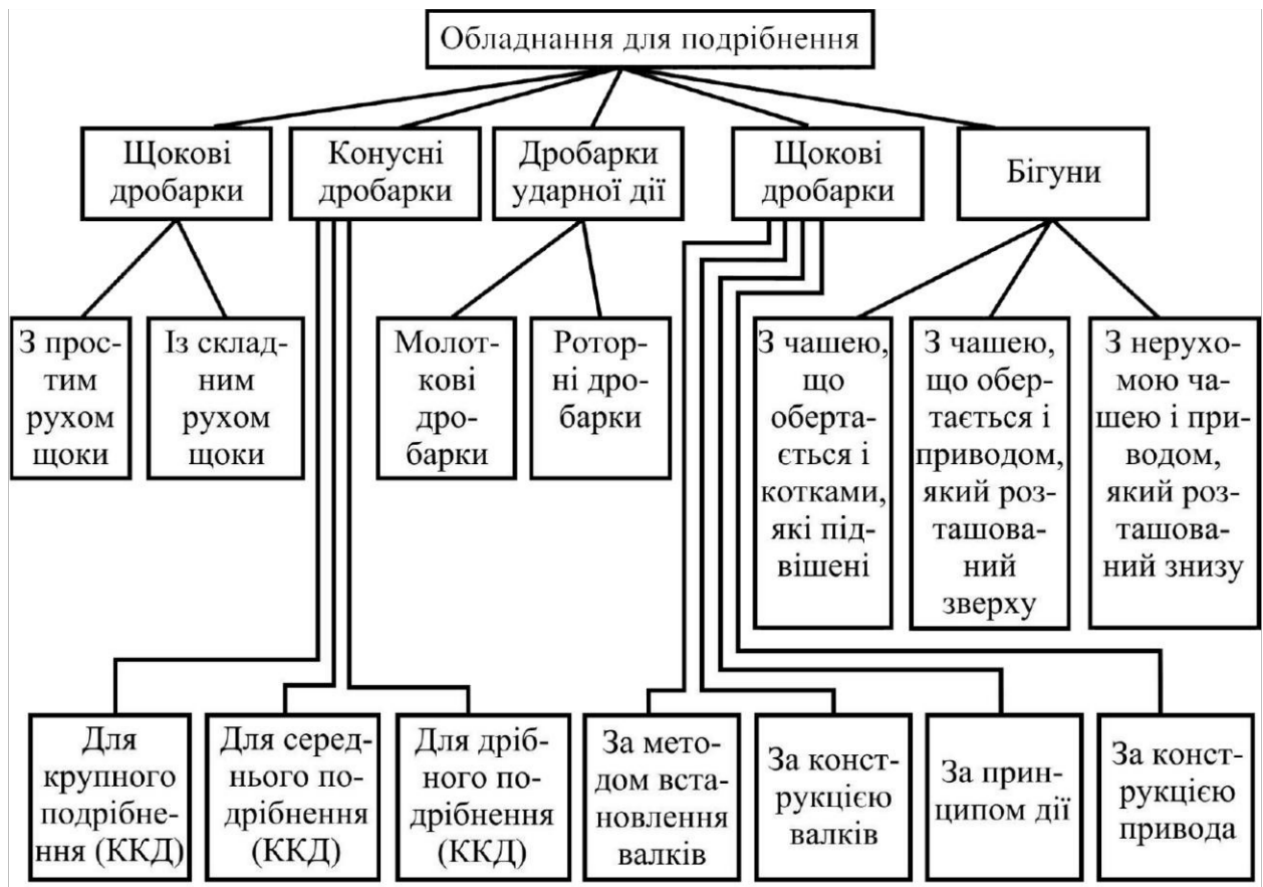 Обладнання для подрібнення
Щокові
дробарки
Конусні
дробарки
Дробарки
ударної дії
Щокові
дробарки
Бігуни
З прос-
тим
рухом
щоки
Із склад-
ним
рухом
щоки
Молот-
кові
дро-
барки
Ротор-
ні дро-
барки
З чашею,
що
оберта-
ється і
котками,
які під-
вішені
З чашею,
що обер-
тається і
приводом,
який роз-
ташова-
ний
зверху
З нерухо-
мою ча-
шею і при-
водом,
який роз-
ташова-
ний знизу
Для
крупного
подрібне-
ння (ККД)
Для серед-
нього по-
дрібнення
(ККД)
Для дріб-
ного по-
дрібнення
(ККД)
За мето-
дом вста-
новлення
валків
За конст-
рукцією
валків
За прин-
ципом дії
За конст-
рукцією
привода